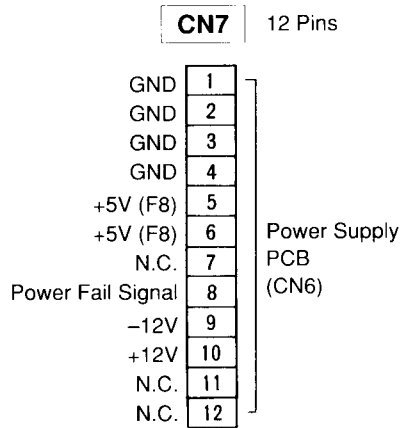 CN7 12 Pins
GND 1
GND 2
GND 3
GND 4
+5V (F8) 5
+5V (F8) 6
N.C. 7
Power Fail Signal 8
–12V 9
+12V 10
N.C. 11
N.C. 12
Power Supply
PCB
(CN6)